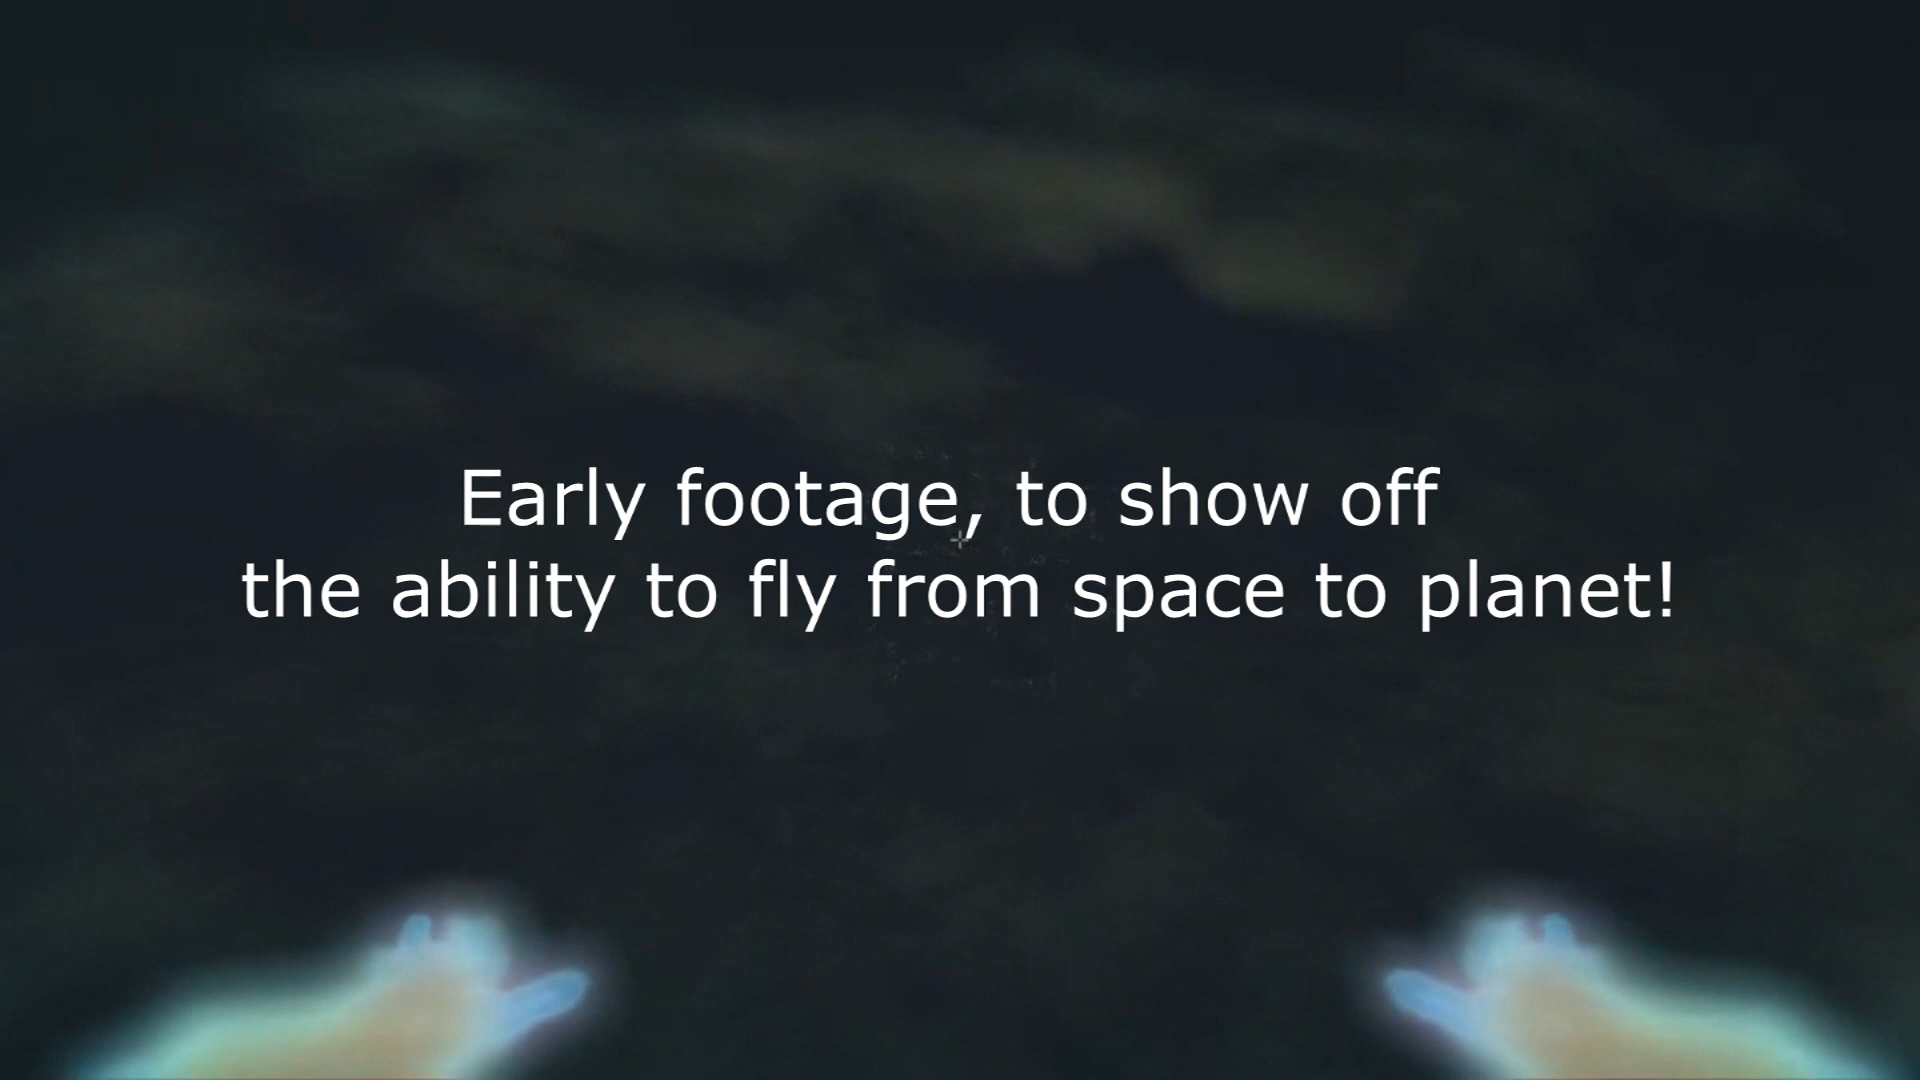 Early footage, to show off
the ability to fly from space to planet!